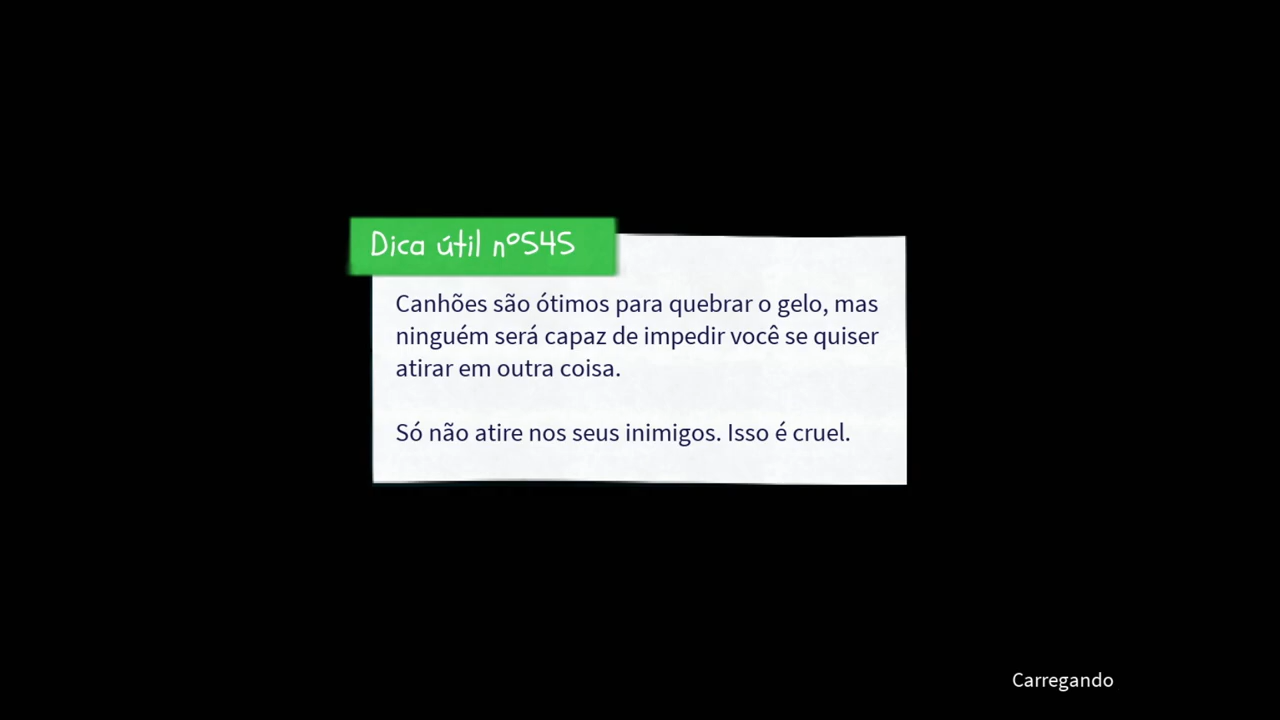 Dica útil nº545
Canhões são ótimos para quebrar o gelo, mas
ninguém será capaz de impedir você se quiser
atirar em outra coisa.
Só não atire nos seus inimigos. Isso é cruel.
Carregando